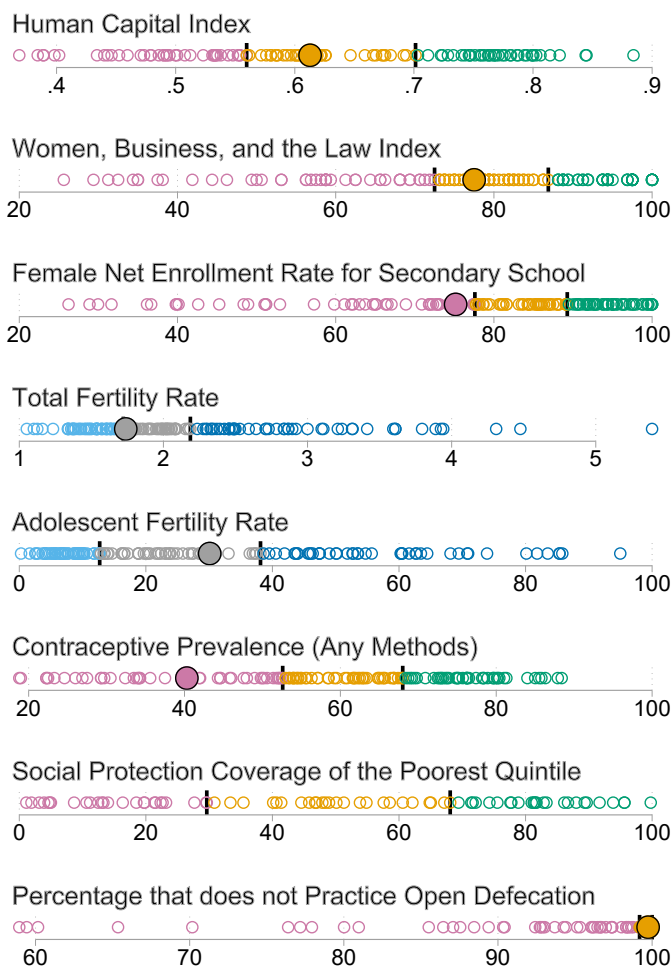 Human Capital Index
.4 .5 .6 .7 .8 .9
Women, Business, and the Law Index
20 40 60 80 100
Female Net Enrollment Rate for Secondary School
20 40 60 80 100
Total Fertility Rate
1 2 3 4 5
Adolescent Fertility Rate
0 20 40 60 80 100
Contraceptive Prevalence (Any Methods)
20 40 60 80 100
Social Protection Coverage of the Poorest Quintile
0 20 40 60 80 100
Percentage that does not Practice Open Defecation
60 70 80 90 100